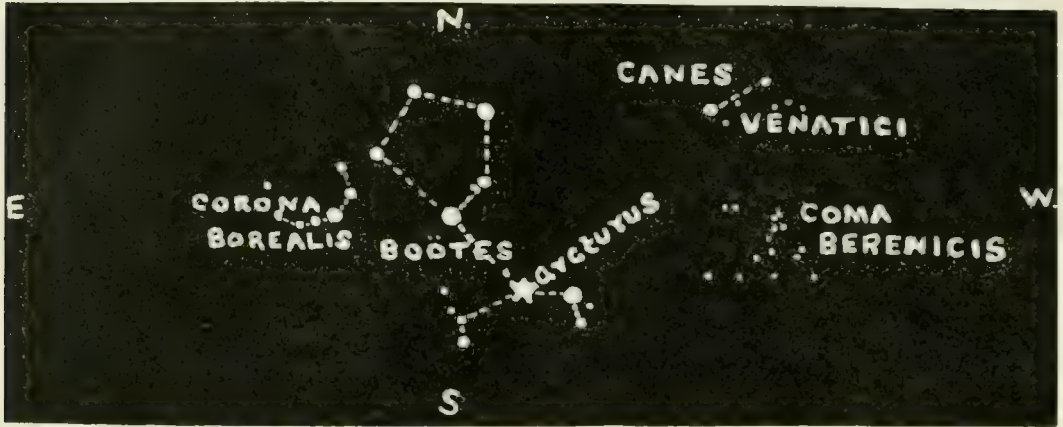 N.
CANES
VENATICI
E
W.
CORONA
BOREALIS
COMA
BERENICIS
BOÖTES
arcturus
S